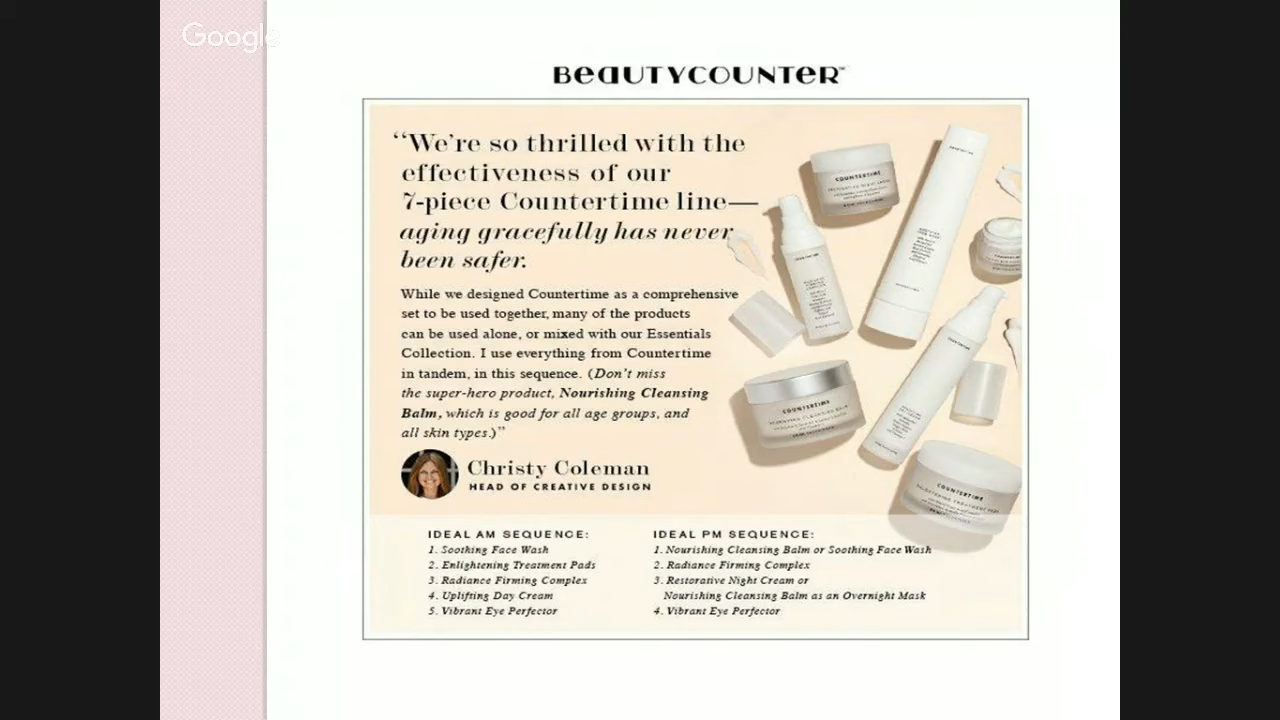 Google
BeaUTYCOUNTeR™
“We’re so thrilled with the
effectiveness of our
7-piece Countertime line—
aging gracefully has never
been safer.
While we designed Countertime as a comprehensive
set to be used together, many of the products
can be used alone, or mixed with our Essentials
Collection. I use everything from Countertime
in tandem, in this sequence. (Don’t miss
the super-hero product, Nourishing Cleansing
Balm, which is good for all age groups, and
all skin types.)”
Christy Coleman
HEAD OF CREATIVE DESIGN
COUNTERTIME
COUNTERTIME
COUNTERTIME
IDEAL AM SEQUENCE:
1. Soothing Face Wash
2. Enlightening Treatment Pads
3. Radiance Firming Complex
4. Uplifting Day Cream
5. Vibrant Eye Perfector
IDEAL PM SEQUENCE:
1. Nourishing Cleansing Balm or Soothing Face Wash
2. Radiance Firming Complex
3. Restorative Night Cream or
Nourishing Cleansing Balm as an Overnight Mask
4. Vibrant Eye Perfector